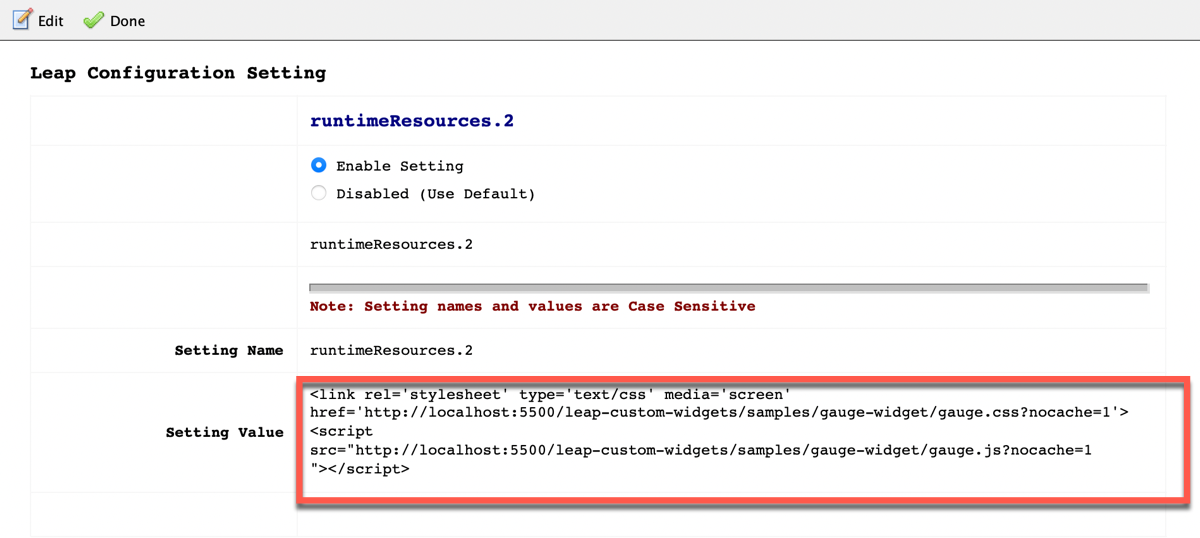 Edit Done
Leap Configuration Setting
runtimeResources.2
Enable Setting
Disabled (Use Default)
runtimeResources.2
Note: Setting names and values are Case Sensitive
Setting Name runtimeResources.2
Setting Value
<link rel='stylesheet' type='text/css' media='screen'
href='http://localhost:5500/leap-custom-widgets/samples/gauge-widget/gauge.css?nocache=1'>
<script
src="http://localhost:5500/leap-custom-widgets/samples/gauge-widget/gauge.js?nocache=1
"></script>